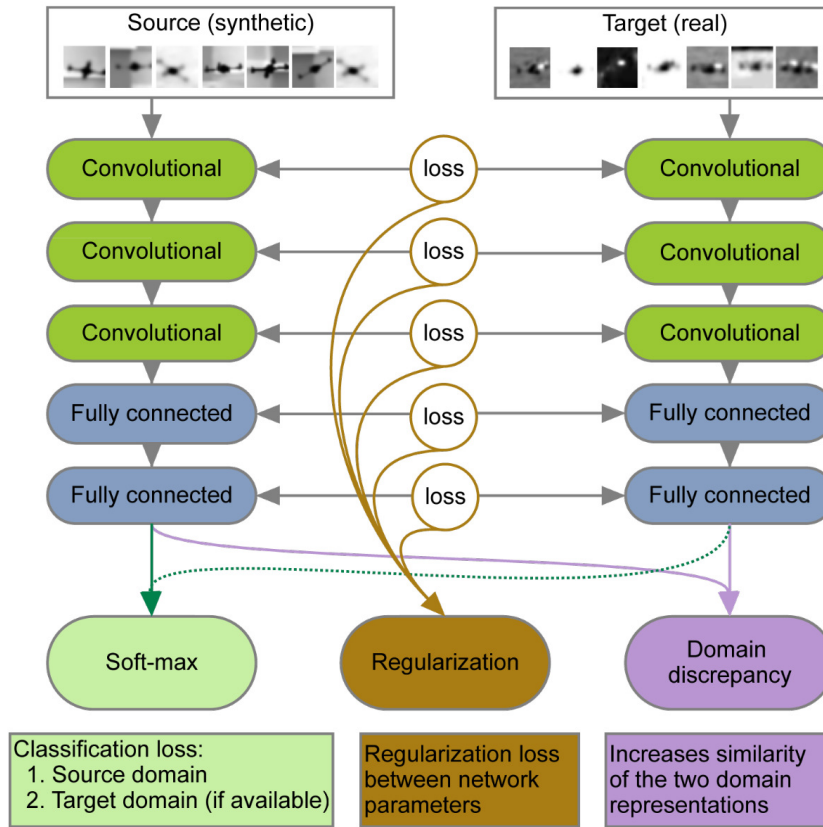 Source (synthetic)
Target (real)
Convolutional
loss
Convolutional
Convolutional
loss
Convolutional
Convolutional
loss
Convolutional
Fully connected
loss
Fully connected
Fully connected
loss
Fully connected
Soft-max
Regularization
Domain
discrepancy
Classification loss:
1. Source domain
2. Target domain (if available)
Regularization loss
between network
parameters
Increases similarity
of the two domain
representations